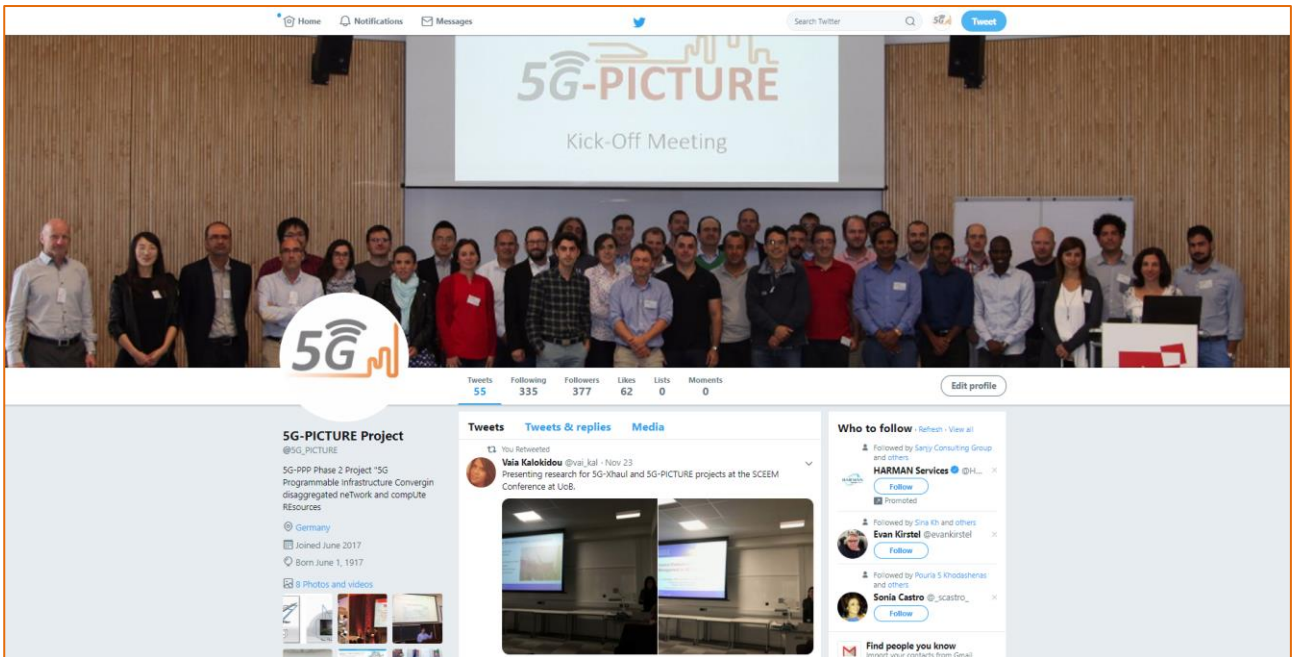 Home Notifications Messages
Search Twitter
Tweet
5G-PICTURE
Kick-Off Meeting
5G
Tweets Following Followers Likes Lists Moments
55 335 377 62 0 0
Edit profile
5G-PICTURE Project
@5G_PICTURE
5G-PPP Phase 2 Project "5G
Programmable Infrastructure Convergin
disaggregated neTwork and compUte
REsources
Germany
Joined June 2017
Born June 1, 1917
8 Photos and videos
Tweets Tweets & replies Media
You Retweeted
Vaia Kalokidou @vai_kal · Nov 23
Presenting research for 5G-Xhaul and 5G-PICTURE projects at the SCEEM
Conference at UoB.
Who to follow · Refresh · View all
Followed by Sanjy Consulting Group
and others
HARMAN Services @H...
Follow
Promoted
Followed by Sina Kh and others
Evan Kirstel @evankirstel
Follow
Followed by Pouria S Khodasheras
and others
Sonia Castro @_scastro_
Follow
Find people you know
Import your contacts from Gmail